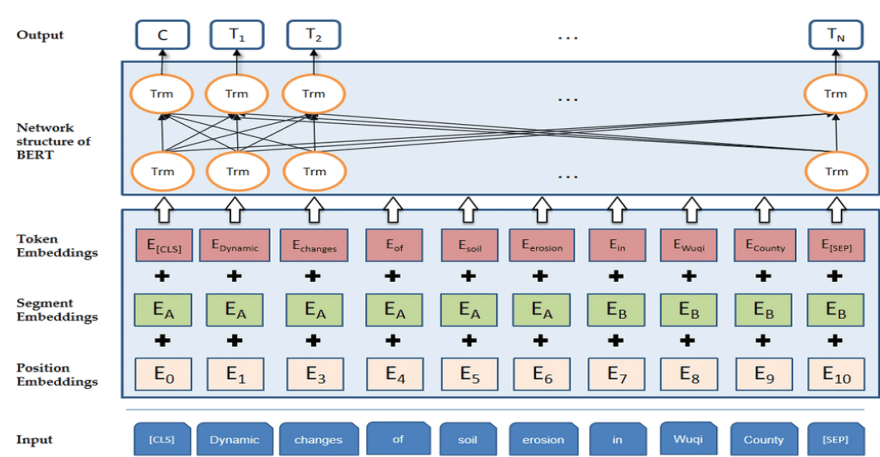 Output C T1 T2 ... TN
Trm Trm Trm ... Trm
Network
structure of
BERT
Trm Trm Trm ... Trm
Token
Embeddings
E[CLS] EDynamic Echanges Eof Esoil Eerosion Ein EWuqi ECounty E[SEP]
+ + + + + + + + + +
Segment
Embeddings
EA EA EA EA EA EA EB EB EB EB
+ + + + + + + + + +
Position
Embeddings
E0 E1 E3 E4 E5 E6 E7 E8 E9 E10
Input [CLS] Dynamic changes of soil erosion in Wuqi County [SEP]